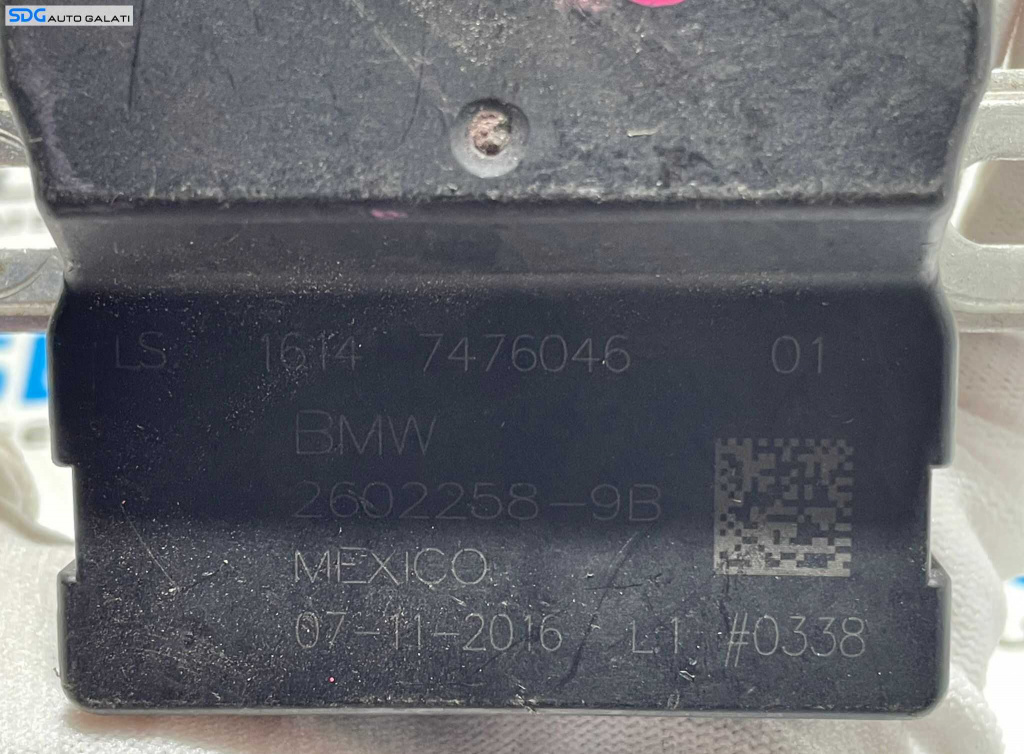 SDG AUTO GALATI
LS 1614 7476046 01
BMW
2602258-9B
MEXICO
07-11-2016 L1 #0338